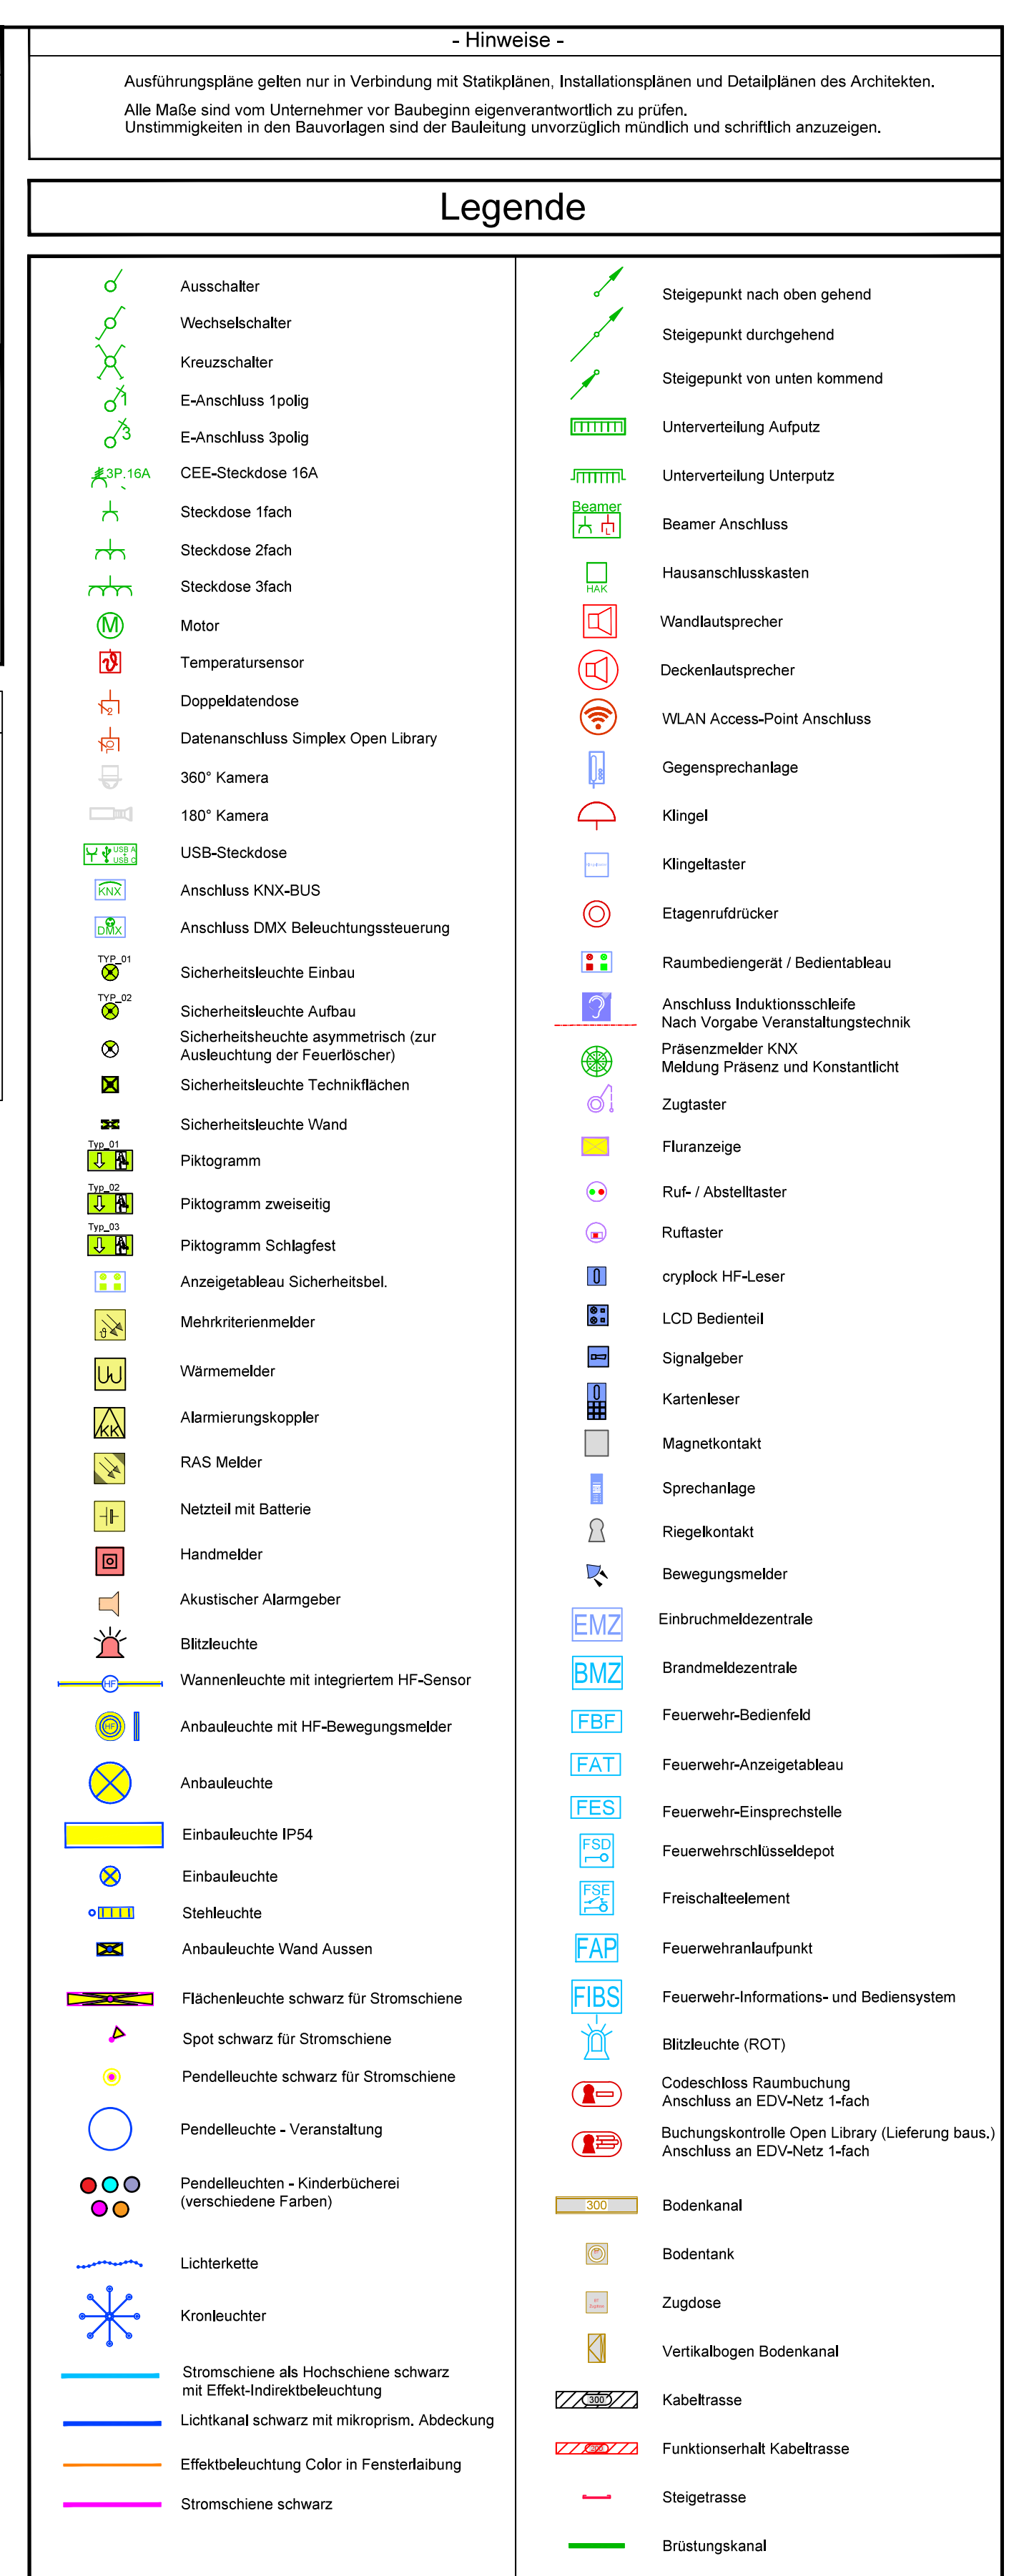 - Hinweise -
Ausführungspläne gelten nur in Verbindung mit Statikplänen, Installationsplänen und Detailplänen des Architekten.
Alle Maße sind vom Unternehmer vor Baubeginn eigenverantwortlich zu prüfen.
Unstimmigkeiten in den Bauvorlagen sind der Bauleitung unvorzüglich mündlich und schriftlich anzuzeigen.
Legende
Ausschalter
Wechselschalter
Kreuzschalter
1 E-Anschluss 1polig
3 E-Anschluss 3polig
3P.16A CEE-Steckdose 16A
Steckdose 1fach
Steckdose 2fach
Steckdose 3fach
M Motor
ϑ Temperatursensor
2 Doppeldatendose
OL Datenanschluss Simplex Open Library
360° Kamera
180° Kamera
USB A
USB C
USB-Steckdose
KNX Anschluss KNX-BUS
DMX Anschluss DMX Beleuchtungssteuerung
TYP_01
Sicherheitsleuchte Einbau
TYP_02
Sicherheitsleuchte Aufbau
Sicherheitsheuchte asymmetrisch (zur
Ausleuchtung der Feuerlöscher)
Sicherheitsleuchte Technikflächen
Sicherheitsleuchte Wand
Typ_01
Piktogramm
Typ_02
Piktogramm zweiseitig
Typ_03
Piktogramm Schlagfest
Anzeigetableau Sicherheitsbel.
ϑ Mehrkriterienmelder
Wärmemelder
KK Alarmierungskoppler
RAS Melder
Netzteil mit Batterie
Handmelder
Akustischer Alarmgeber
Blitzleuchte
HF Wannenleuchte mit integriertem HF-Sensor
HF Anbauleuchte mit HF-Bewegungsmelder
Anbauleuchte
Einbauleuchte IP54
Einbauleuchte
Stehleuchte
Anbauleuchte Wand Aussen
Flächenleuchte schwarz für Stromschiene
Spot schwarz für Stromschiene
Pendelleuchte schwarz für Stromschiene
Pendelleuchte - Veranstaltung
Pendelleuchten - Kinderbücherei
(verschiedene Farben)
Lichterkette
Kronleuchter
Stromschiene als Hochschiene schwarz
mit Effekt-Indirektbeleuchtung
Lichtkanal schwarz mit mikroprism. Abdeckung
Effektbeleuchtung Color in Fensterlaibung
Stromschiene schwarz
Steigepunkt nach oben gehend
Steigepunkt durchgehend
Steigepunkt von unten kommend
Unterverteilung Aufputz
Unterverteilung Unterputz
Beamer
L Beamer Anschluss
HAK Hausanschlusskasten
Wandlautsprecher
Deckenlautsprecher
WLAN Access-Point Anschluss
Gegensprechanlage
Klingel
Klingeltaster
Etagenrufdrücker
Raumbediengerät / Bedientableau
Anschluss Induktionsschleife
Nach Vorgabe Veranstaltungstechnik
Präsenzmelder KNX
Meldung Präsenz und Konstantlicht
Zugtaster
Fluranzeige
Ruf- / Abstelltaster
Ruftaster
cryplock HF-Leser
LCD Bedienteil
Signalgeber
Kartenleser
Magnetkontakt
Sprechanlage
Riegelkontakt
Bewegungsmelder
EMZ Einbruchmeldezentrale
BMZ Brandmeldezentrale
FBF Feuerwehr-Bedienfeld
FAT Feuerwehr-Anzeigetableau
FES Feuerwehr-Einsprechstelle
FSD Feuerwehrschlüsseldepot
FSE Freischalteelement
FAP Feuerwehranlaufpunkt
FIBS Feuerwehr-Informations- und Bediensystem
Blitzleuchte (ROT)
Codeschloss Raumbuchung
Anschluss an EDV-Netz 1-fach
Buchungskontrolle Open Library (Lieferung baus.)
Anschluss an EDV-Netz 1-fach
300 Bodenkanal
Bodentank
Zugdose
Vertikalbogen Bodenkanal
300 Kabeltrasse
300 Funktionserhalt Kabeltrasse
Steigetrasse
Brüstungskanal